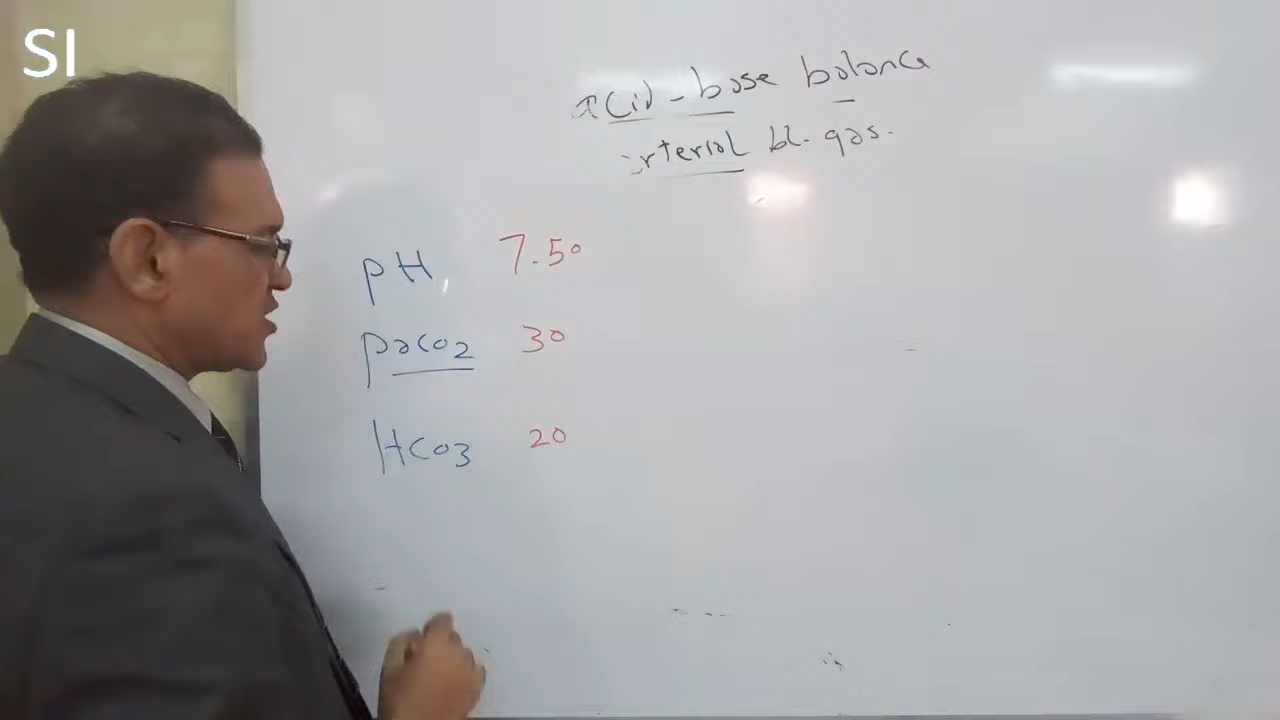 SI
acid-base balance
arterial bl. gas.
pH 7.50
paco2 30
HCO3 20